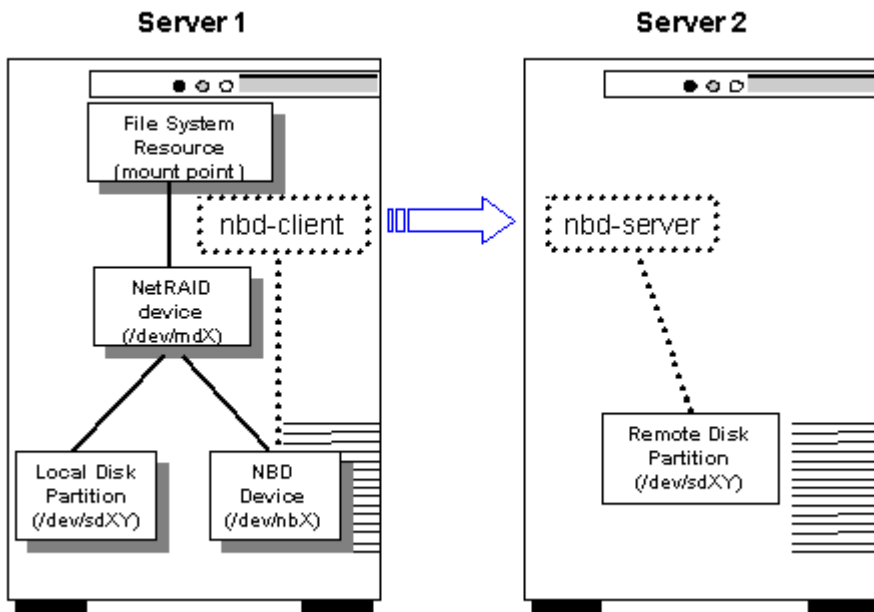 Server 1
Server 2
File System
Resource
(mount point)
nbd-client
nbd-server
NetRAID
device
(/dev/mdX)
Local Disk
Partition
(/dev/sdXY)
NBD
Device
(/dev/nbX)
Remote Disk
Partition
(/dev/sdXY)